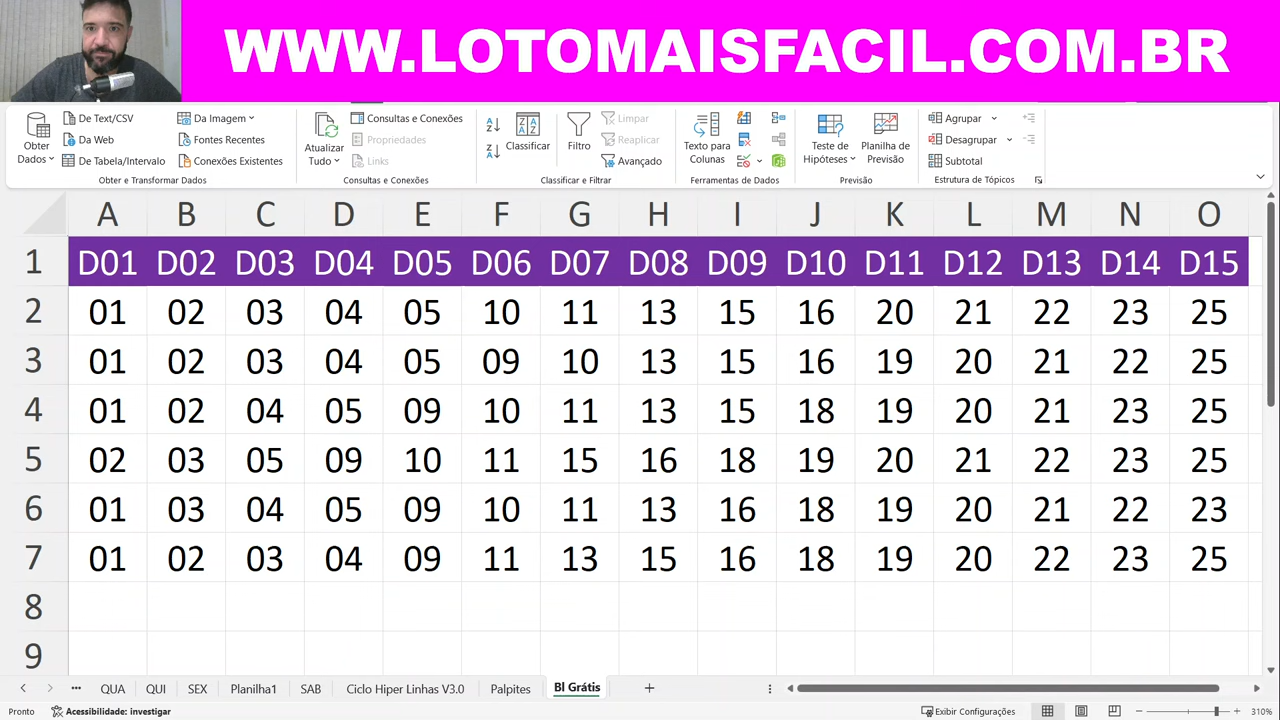 WWW.LOTOMAISFACIL.COM.BR
Obter Dados
De Text/CSV
Da Web
De Tabela/Intervalo
Da Imagem
Fontes Recentes
Conexões Existentes
Obter e Transformar Dados
Atualizar Tudo
Consultas e Conexões
Propriedades
Links
Consultas e Conexões
Classificar
Filtro
Limpar
Reaplicar
Avançado
Classificar e Filtrar
Texto para Colunas
Ferramentas de Dados
Teste de Hipóteses
Planilha de Previsão
Previsão
Agrupar
Desagrupar
Subtotal
Estrutura de Tópicos
A B C D E F G H I J K L M N O
1 D01 D02 D03 D04 D05 D06 D07 D08 D09 D10 D11 D12 D13 D14 D15
2 01 02 03 04 05 10 11 13 15 16 20 21 22 23 25
3 01 02 03 04 05 09 10 13 15 16 19 20 21 22 25
4 01 02 04 05 09 10 11 13 15 18 19 20 21 23 25
5 02 03 05 09 10 11 15 16 18 19 20 21 22 23 25
6 01 03 04 05 09 10 11 13 16 18 19 20 21 22 23
7 01 02 03 04 09 11 13 15 16 18 19 20 22 23 25
8
9
... QUA QUI SEX Planilha1 SAB Ciclo Hiper Linhas V3.0 Palpites Bl Grátis +
Pronto Acessibilidade: investigar Exibir Configurações 310%